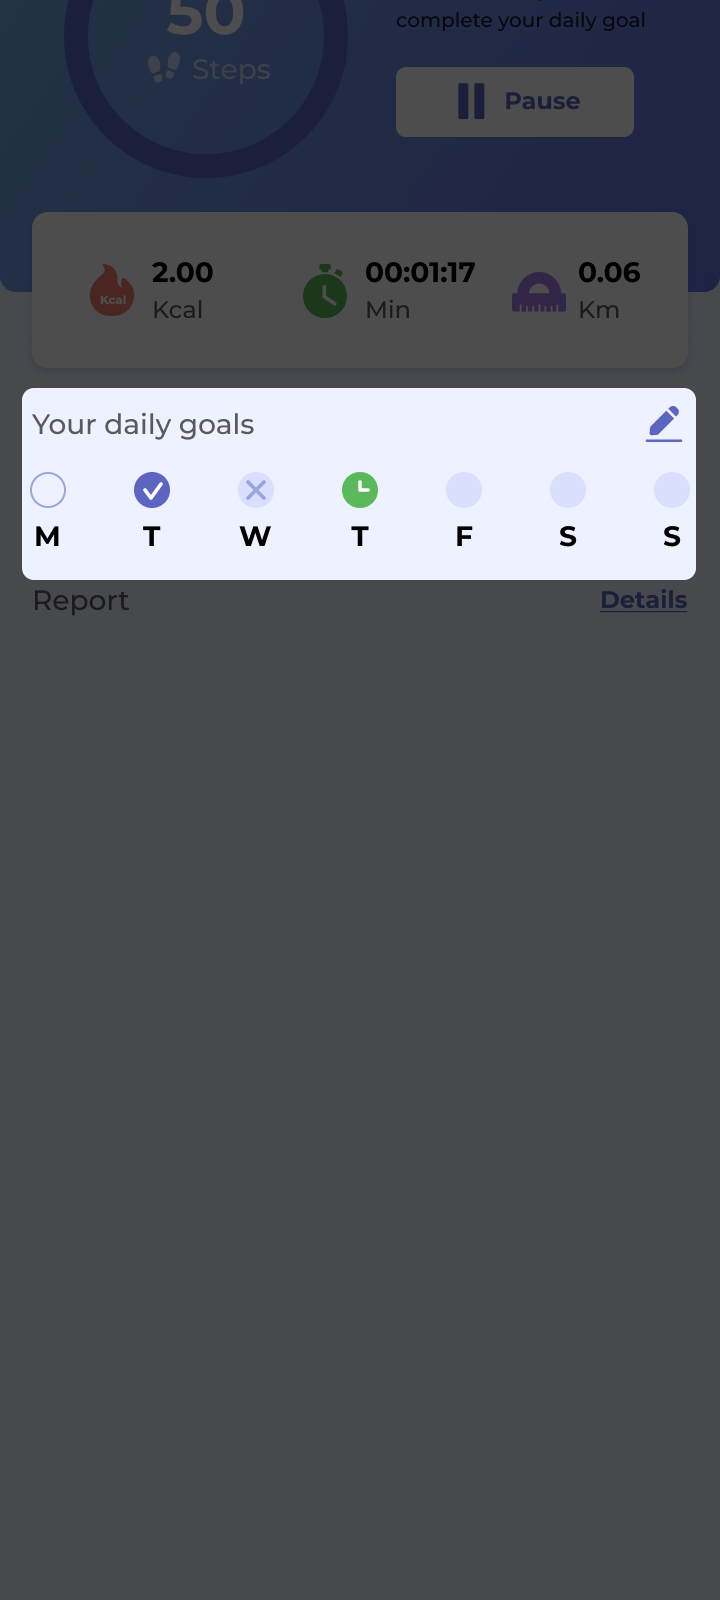 50
complete your daily goal
Steps
Pause
2.00
Kcal
Kcal
00:01:17
Min
0.06
Km
Your daily goals
M T W T F S S
Report
Details